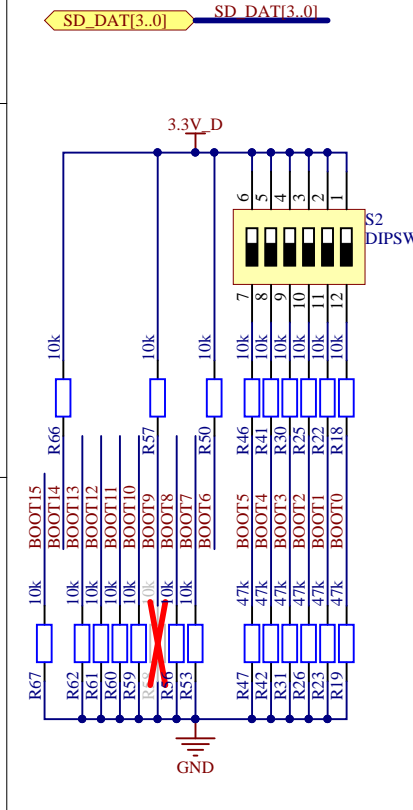 SD_DAT[3..0]
SD_DAT[3..0]
3.3V_D
6 5 4 3 2 1
S2
DIPSW
7 8 9 10 11 12
10k 10k 10k 10k 10k 10k 10k 10k 10k
R66 R57 R50 R46 R41 R30 R25 R22 R18
BOOT15 BOOT14 BOOT13 BOOT12 BOOT11 BOOT10 BOOT9 BOOT8 BOOT7 BOOT6 BOOT5 BOOT4 BOOT3 BOOT2 BOOT1 BOOT0
10k 10k 10k 10k 10k 10k 10k 10k 47k 47k 47k 47k 47k 47k
R67 R62 R61 R60 R59 R56 R53 R47 R42 R31 R26 R23 R19
GND